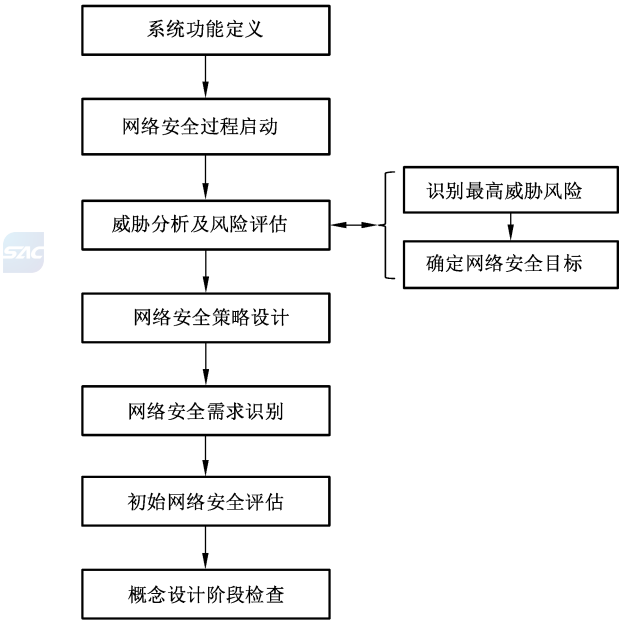 系统功能定义
网络安全过程启动
威胁分析及风险评估
识别最高威胁风险
确定网络安全目标
网络安全策略设计
网络安全需求识别
初始网络安全评估
概念设计阶段检查
SAC